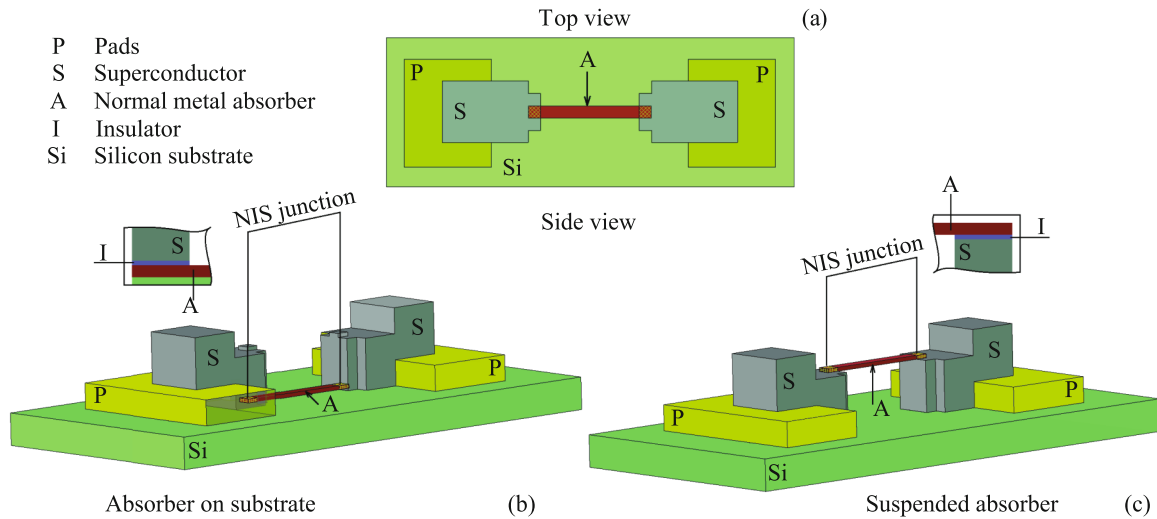 Top view
(a)
P Pads
S Superconductor
A Normal metal absorber
I Insulator
Si Silicon substrate
A
P
P
S
S
Si
Side view
NIS junction
I
S
A
S
S
P
P
A
Si
Absorber on substrate
(b)
A
I
S
NIS junction
S
S
P
P
A
Si
Suspended absorber
(c)